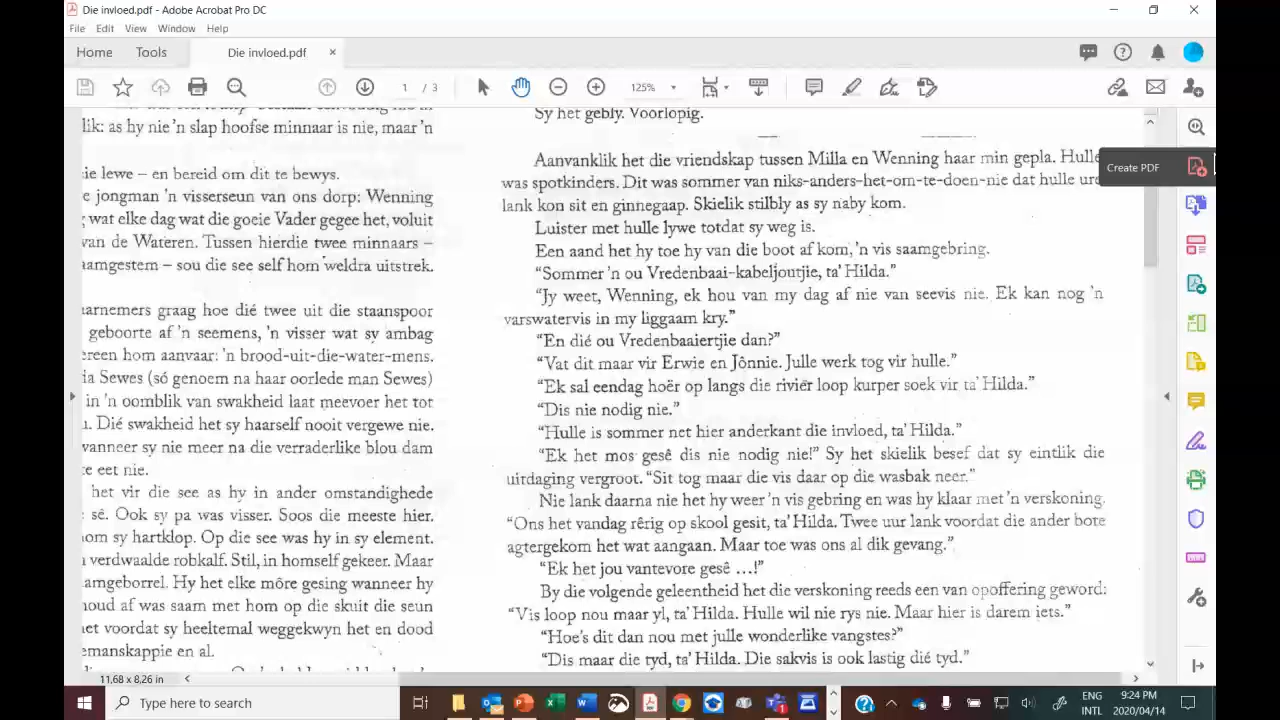 Die invloed.pdf - Adobe Acrobat Pro DC
File Edit View Window Help
Home Tools Die invloed.pdf ×
1 / 3 125%
Create PDF
lik: as hy nie 'n slap hoofse minnaar is nie, maar 'n
ie lewe – en bereid om dit te bewys.
e jongman 'n visserseun van ons dorp: Wenning
wat elke dag wat die goeie Vader gegee het, voluit
van de Wateren. Tussen hierdie twee minnaars –
aamgestem – sou die see self hom weldra uitstrek.
arnemers graag hoe dié twee uit die staanspoor
geboorte af 'n seemens, 'n visser wat sy ambag
ereen hom aanvaar: 'n brood-uit-die-water-mens.
ia Sewes (só genoem na haar oorlede man Sewes)
in 'n oomblik van swakheid laat meevoer het tot
u. Dié swakheid het sy haarself nooit vergewe nie.
wanneer sy nie meer na die verraderlike blou dam
te eet nie.
het vir die see as hy in ander omstandighede
sê. Ook sy pa was visser. Soos die meeste hier.
om sy hartklop. Op die see was hy in sy element.
verdwaalde robkalf. Stil, in homself gekeer. Maar
amgeborrel. Hy het elke môre gesing wanneer hy
houd af was saam met hom op die skuit die seun
het voordat sy heeltemal weggekwyn het en dood
emanskappie en al.
Sy het gebly. Voorlopig.
Aanvanklik het die vriendskap tussen Milla en Wenning haar min gepla. Hulle
was spotkinders. Dit was sommer van niks-anders-het-om-te-doen-nie dat hulle ure
lank kon sit en ginnegaap. Skielik stilbly as sy naby kom.
Luister met hulle lywe totdat sy weg is.
Een aand het hy toe hy van die boot af kom, 'n vis saamgebring.
“Sommer 'n ou Vredenbaai-kabeljoutjie, ta' Hilda.”
“Jy weet, Wenning, ek hou van my dag af nie van seevis nie. Ek kan nog 'n
varswatervis in my liggaam kry.”
“En dié ou Vredenbaaiertjie dan?”
“Vat dit maar vir Erwie en Jônnie. Julle werk tog vir hulle.”
“Ek sal eendag hoër op langs die rivier loop kurper soek vir ta' Hilda.”
“Dis nie nodig nie.”
“Hulle is sommer net hier anderkant die invloed, ta' Hilda.”
“Ek het mos gesê dis nie nodig nie!” Sy het skielik besef dat sy eintlik die
uitdaging vergroot. “Sit tog maar die vis daar op die wasbak neer.”
Nie lank daarna nie het hy weer 'n vis gebring en was hy klaar met 'n verskoning.
“Ons het vandag rêrig op skool gesit, ta' Hilda. Twee uur lank voordat die ander bote
agtergekom het wat aangaan. Maar toe was ons al dik gevang.”
“Ek het jou vantevore gesê ...!”
By die volgende geleentheid het die verskoning reeds een van opoffering geword:
“Vis loop nou maar yl, ta' Hilda. Hulle wil nie rys nie. Maar hier is darem iets.”
“Hoe's dit dan nou met julle wonderlike vangstes?”
“Dis maar die tyd, ta' Hilda. Die sakvis is ook lastig dié tyd.”
11,68 x 8,26 in
Type here to search
ENG
INTL
9:24 PM
2020/04/14